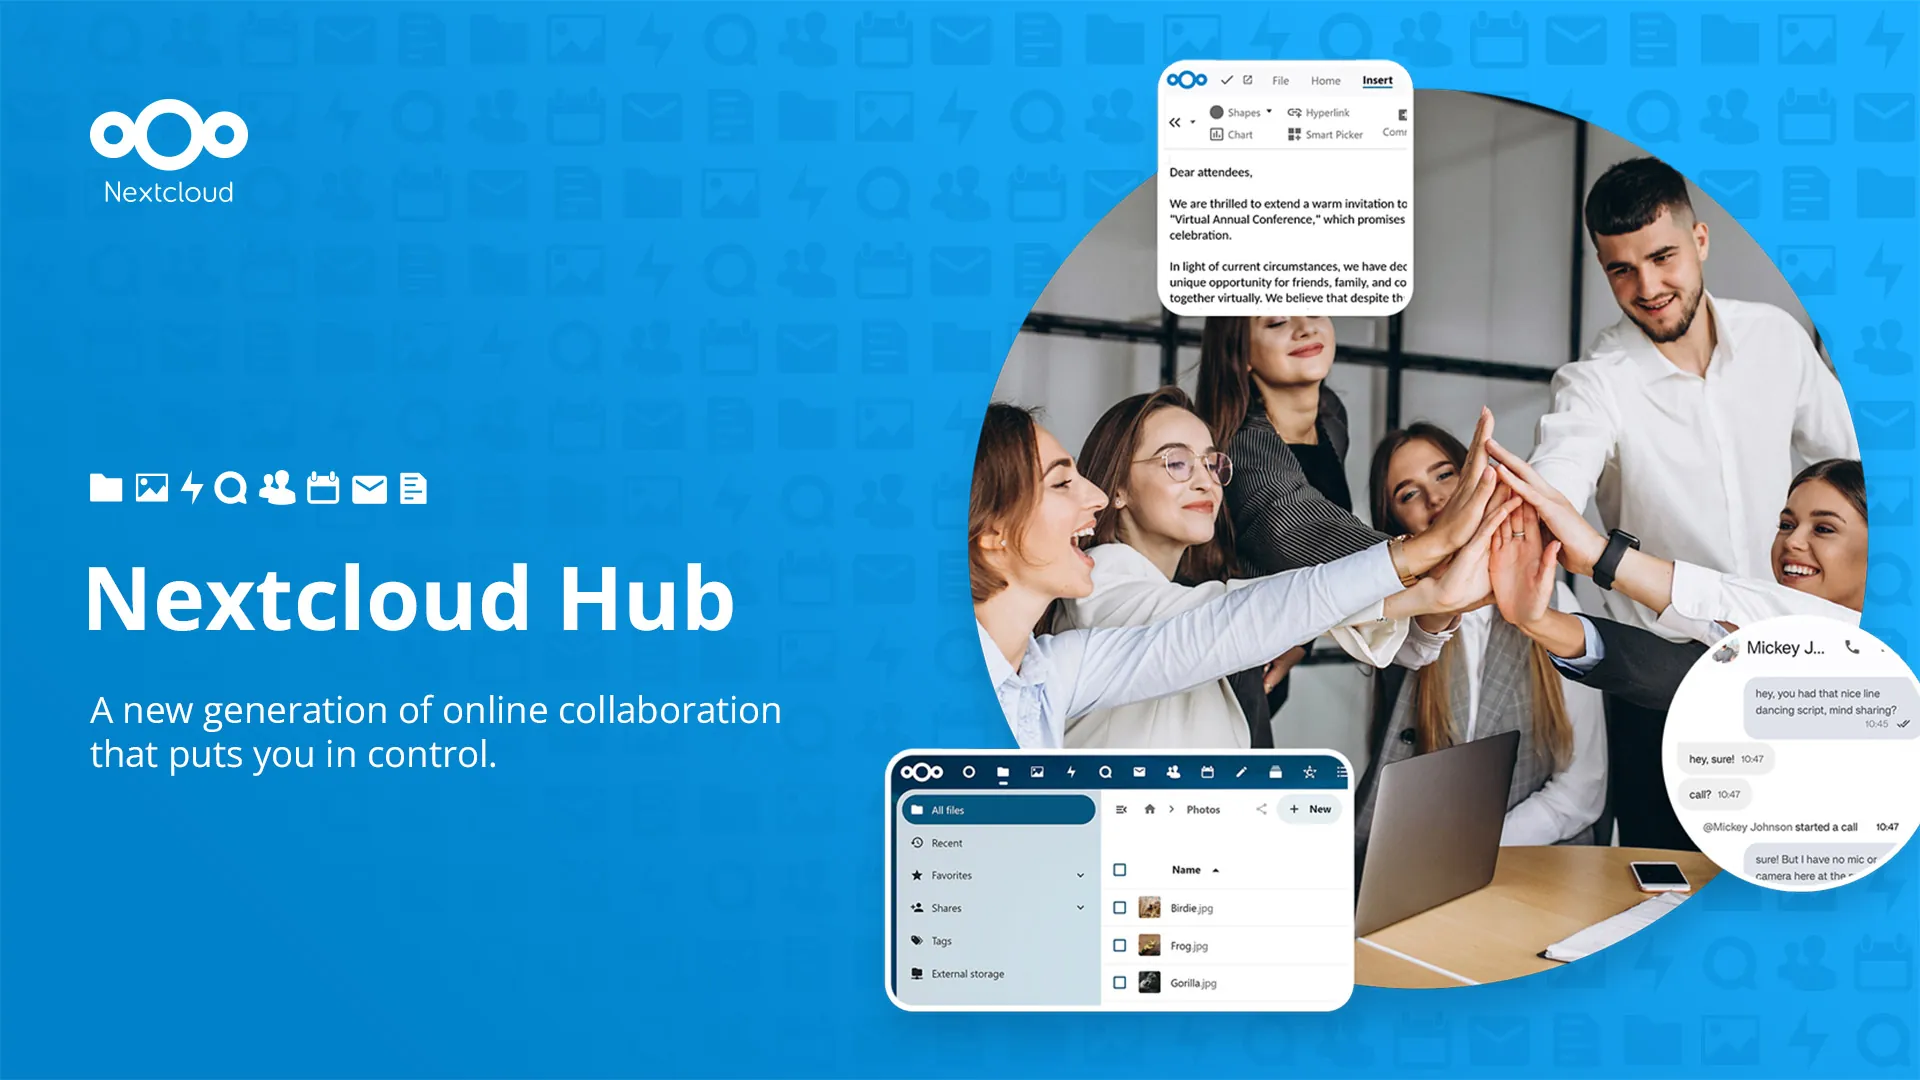 Nextcloud
Nextcloud Hub
A new generation of online collaboration
that puts you in control.
File Home Insert
Shapes Hyperlink
Chart Smart Picker
Dear attendees,
We are thrilled to extend a warm invitation to
"Virtual Annual Conference," which promises
celebration.
In light of current circumstances, we have
unique opportunity for friends, family, and
together virtually. We believe that despite
Mickey J...
hey, you had that nice line
dancing script, mind sharing?
10:45
hey, sure! 10:47
call? 10:47
@Mickey Johnson started a call 10:47
sure! But I have no mic or
camera here at the
All files
Recent
Favorites
Shares
Tags
External storage
Photos
+ New
Name
Birdie.jpg
Frog.jpg
Gorilla.jpg